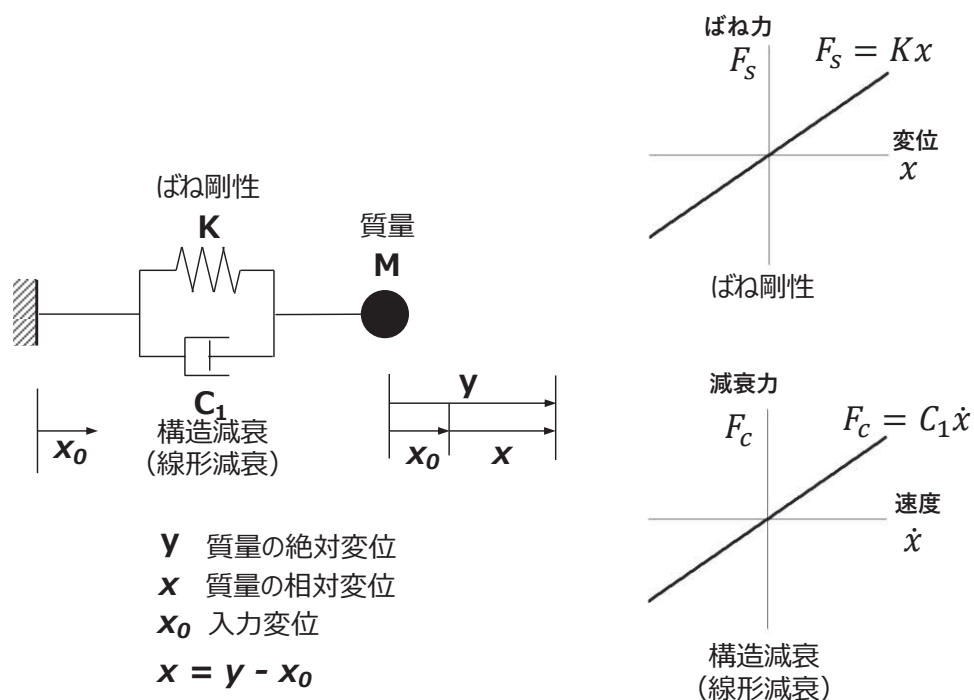 ばね剛性
K
質量
M
C₁
構造減衰
（線形減衰）
x₀
y
x₀
x
y 質量の絶対変位
x 質量の相対変位
x₀ 入力変位
x = y - x₀
ばね力
Fₛ
Fₛ = Kx
変位
x
ばね剛性
減衰力
F_c
F_c = C₁ẋ
速度
ẋ
構造減衰
（線形減衰）